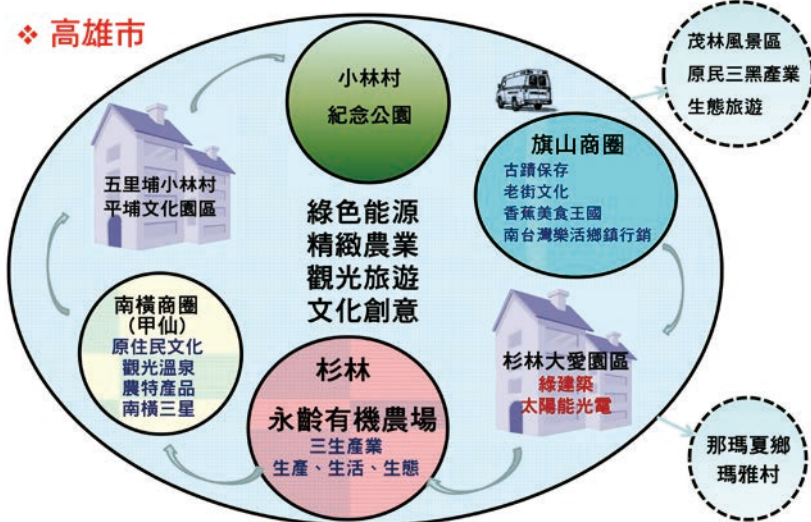 ❖ 高雄市
小林村
紀念公園
茂林風景區
原民三黑產業
生態旅遊
旗山商圈
古蹟保存
老街文化
香蕉美食王國
南台灣樂活鄉鎮行銷
五里埔小林村
平埔文化園區
綠色能源
精緻農業
觀光旅遊
文化創意
南橫商圈
(甲仙)
原住民文化
觀光溫泉
農特產品
南橫三星
杉林
永齡有機農場
三生產業
生產、生活、生態
杉林大愛園區
綠建築
太陽能光電
那瑪夏鄉
瑪雅村